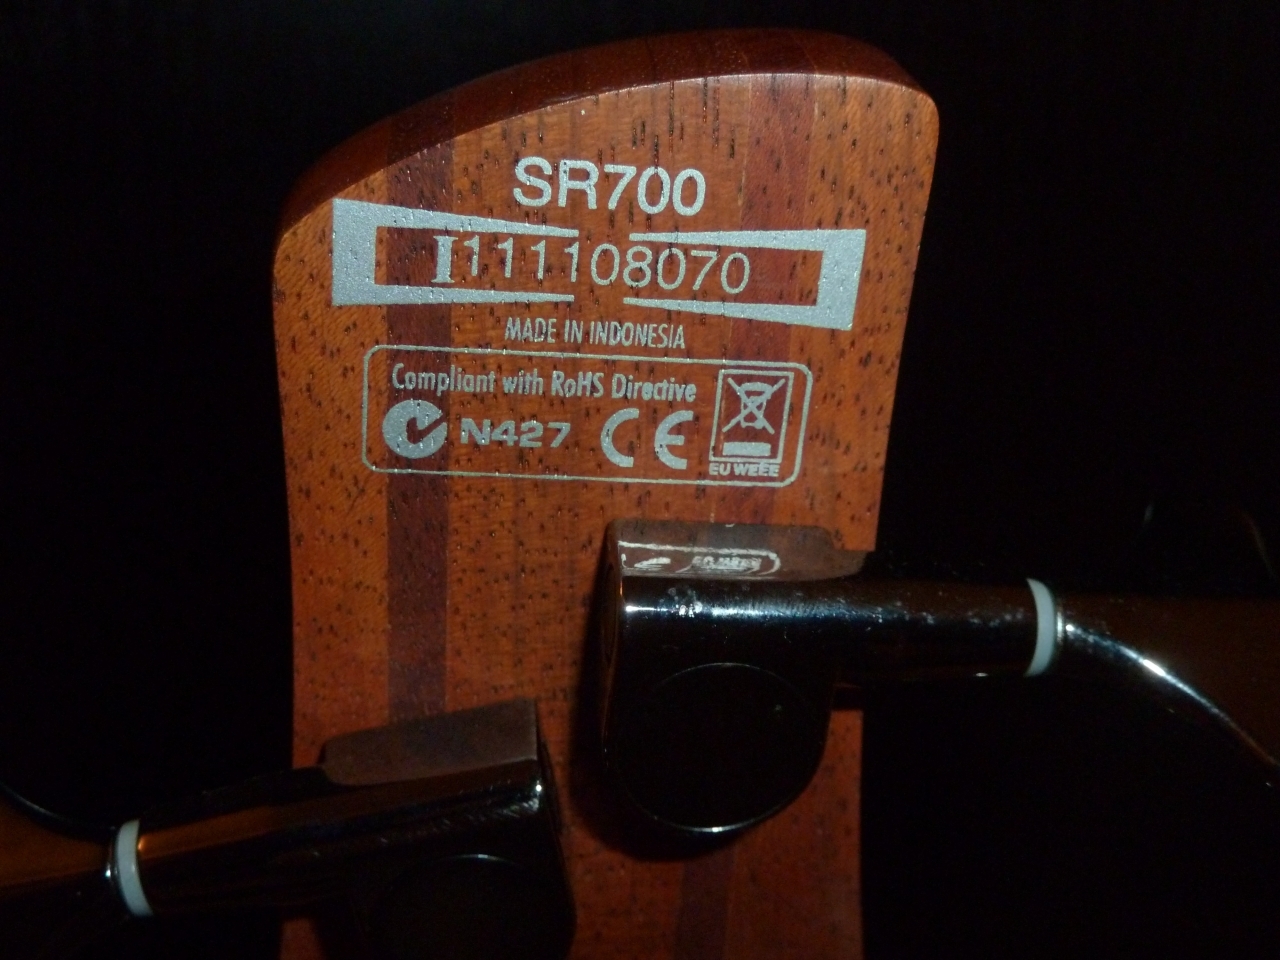 SR700
I111108070
MADE IN INDONESIA
Compliant with RoHS Directive
N427 CE
EU WEEE